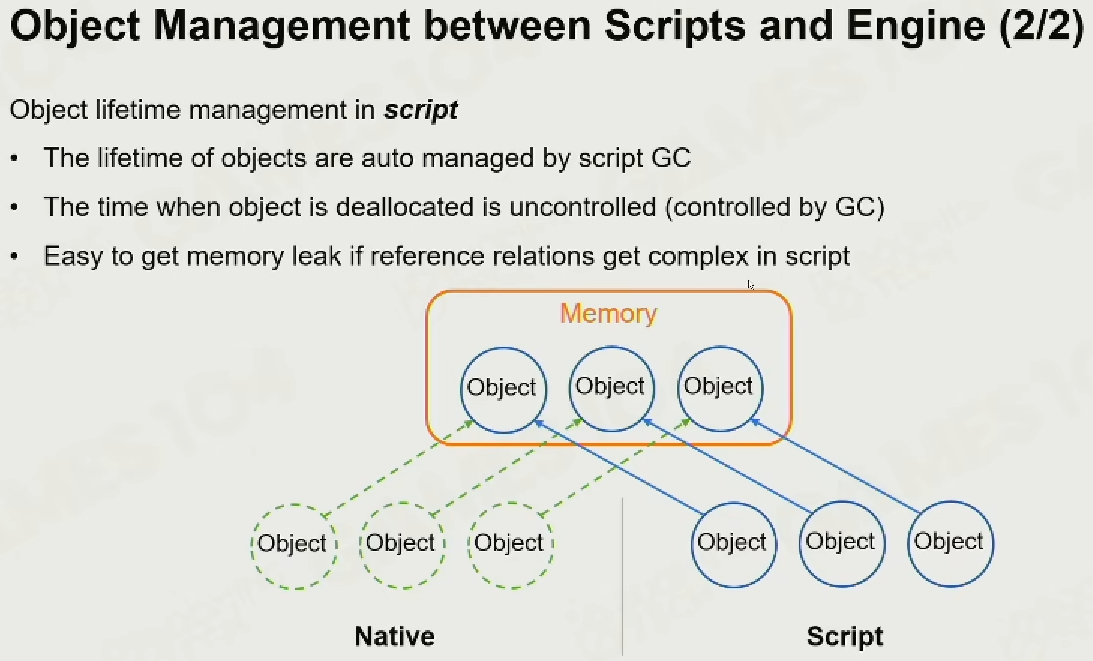 Object Management between Scripts and Engine (2/2)
Object lifetime management in script
• The lifetime of objects are auto managed by script GC
• The time when object is deallocated is uncontrolled (controlled by GC)
• Easy to get memory leak if reference relations get complex in script
Memory
Object Object Object
Object Object Object Object Object Object
Native Script